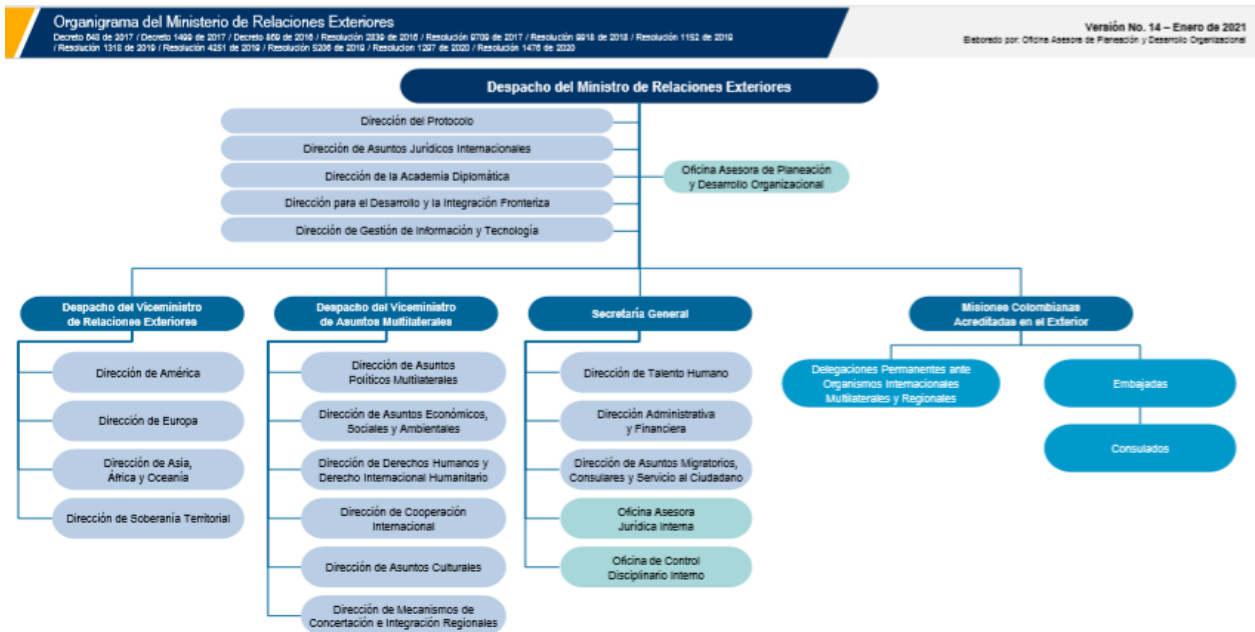 Organigrama del Ministerio de Relaciones Exteriores
Decreto 648 de 2017 / Decreto 1499 de 2017 / Decreto 869 de 2016 / Resolución 2839 de 2016 / Resolución 9709 de 2017 / Resolución 9918 de 2018 / Resolución 1152 de 2019
/ Resolución 1318 de 2019 / Resolución 4251 de 2019 / Resolución 5206 de 2019 / Resolucion 1297 de 2020 / Resolución 1476 de 2020
Versión No. 14 – Enero de 2021
Elaborado por: Oficina Asesora de Planeación y Desarrollo Organizacional
Despacho del Ministro de Relaciones Exteriores
Dirección del Protocolo
Dirección de Asuntos Jurídicos Internacionales
Dirección de la Academia Diplomática
Dirección para el Desarrollo y la Integración Fronteriza
Dirección de Gestión de Información y Tecnología
Oficina Asesora de Planeación
y Desarrollo Organizacional
Despacho del Viceministro
de Relaciones Exteriores
Dirección de América
Dirección de Europa
Dirección de Asia,
África y Oceanía
Dirección de Soberanía Territorial
Despacho del Viceministro
de Asuntos Multilaterales
Dirección de Asuntos
Políticos Multilaterales
Dirección de Asuntos Económicos,
Sociales y Ambientales
Dirección de Derechos Humanos y
Derecho Internacional Humanitario
Dirección de Cooperación
Internacional
Dirección de Asuntos Culturales
Dirección de Mecanismos de
Concertación e Integración Regionales
Secretaría General
Dirección de Talento Humano
Dirección Administrativa
y Financiera
Dirección de Asuntos Migratorios,
Consulares y Servicio al Ciudadano
Oficina Asesora
Jurídica Interna
Oficina de Control
Disciplinario Interno
Misiones Colombianas
Acreditadas en el Exterior
Delegaciones Permanentes ante
Organismos Internacionales
Multilaterales y Regionales
Embajadas
Consulados